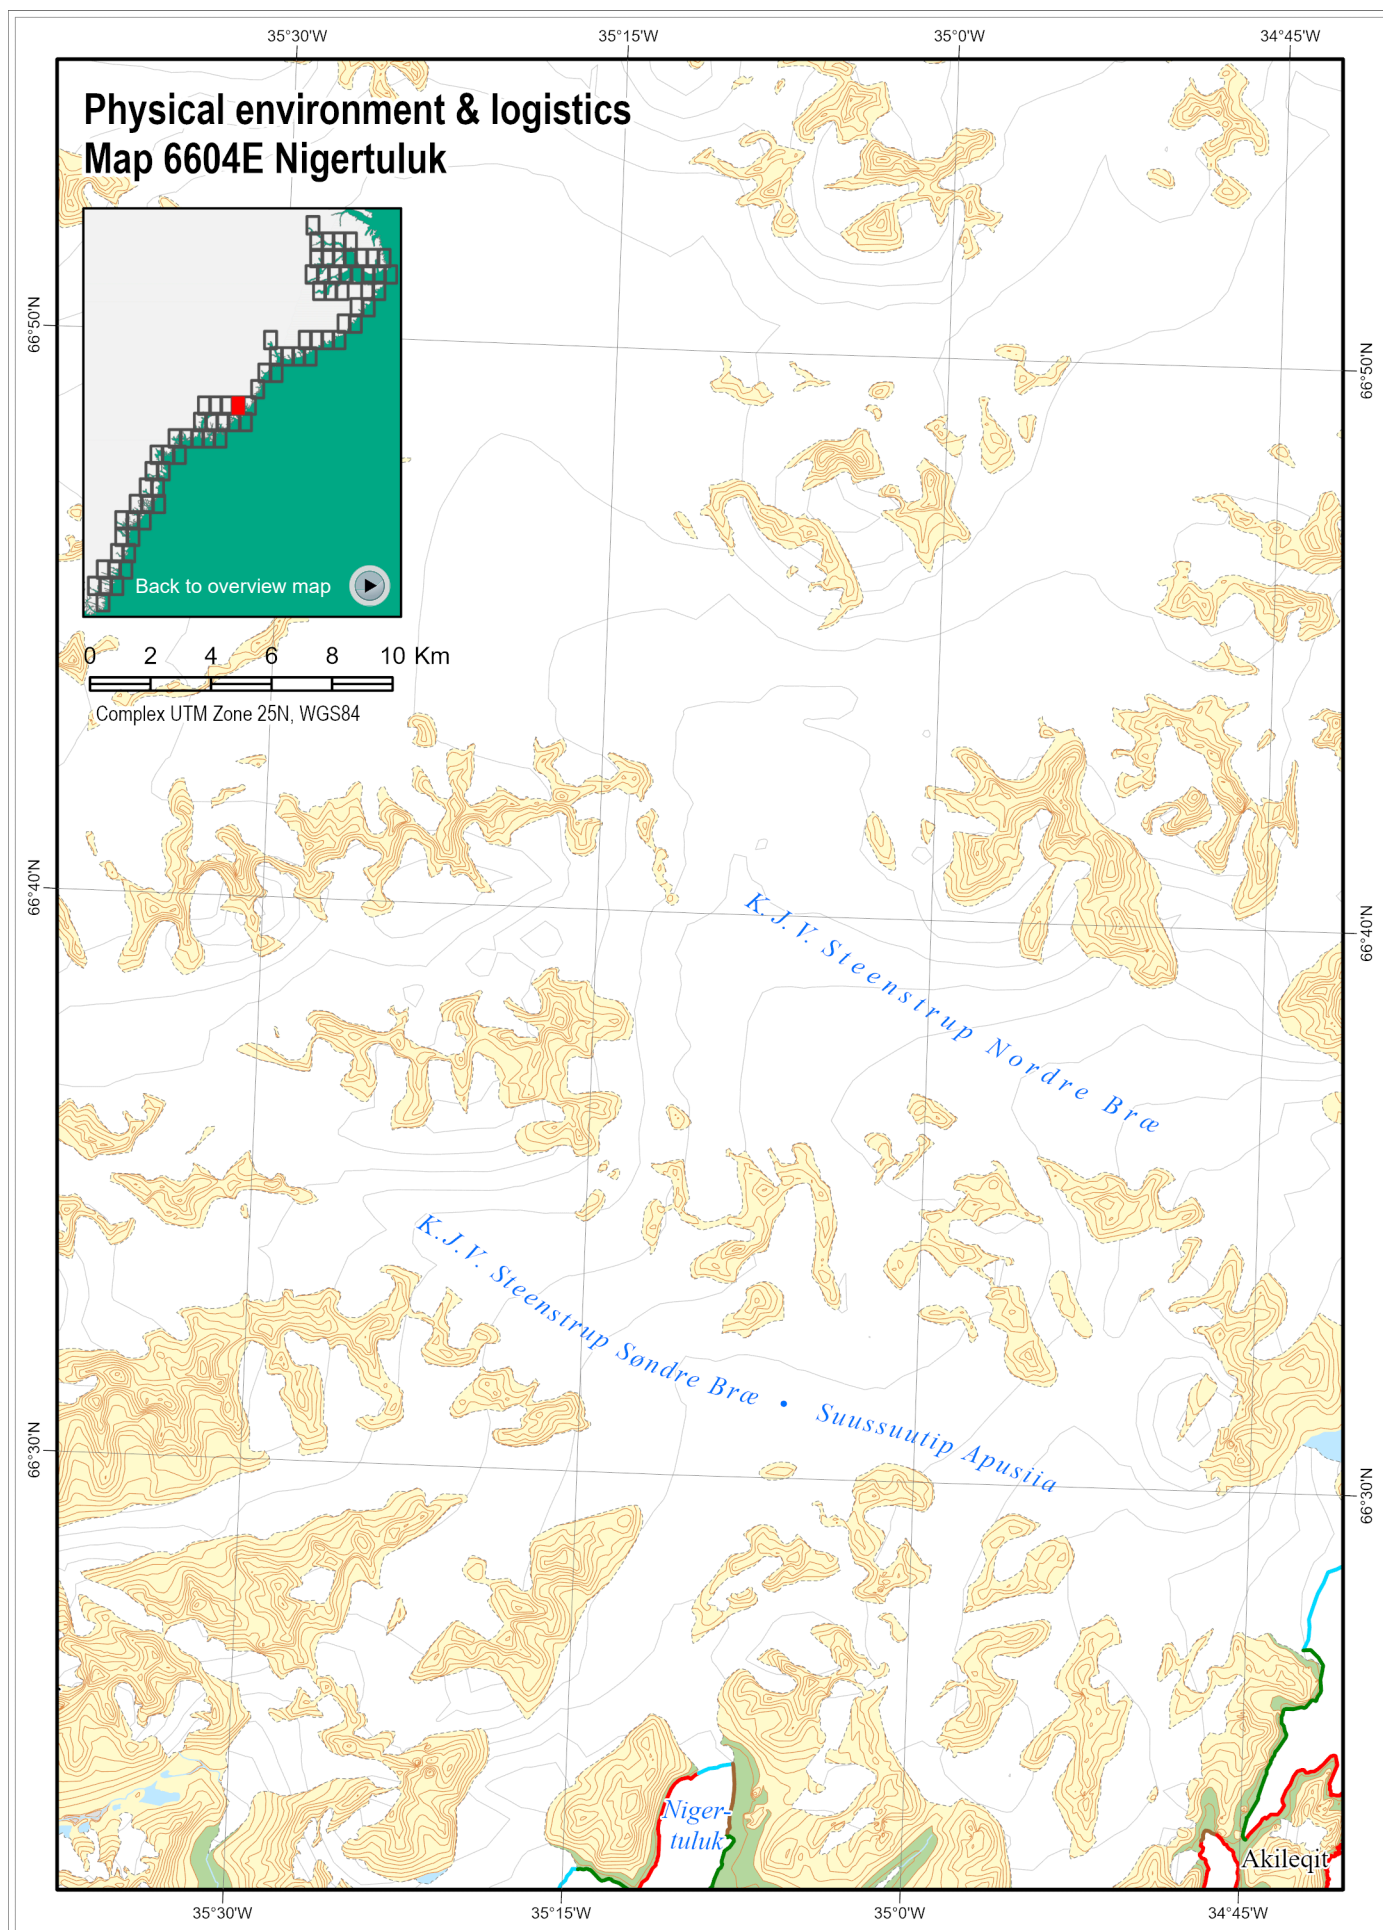 35°30'W 35°15'W 35°0'W 34°45'W
Physical environment & logistics
Map 6604E Nigertuluk
66°50'N
66°50'N
Back to overview map
0 2 4 6 8 10 Km
Complex UTM Zone 25N, WGS84
66°40'N
66°40'N
K.J.V. Steenstrup Nordre Bræ
K.J.V. Steenstrup Søndre Bræ • Suussuutip Apusiia
66°30'N
66°30'N
Niger-
tuluk
Akileqit
35°30'W 35°15'W 35°0'W 34°45'W